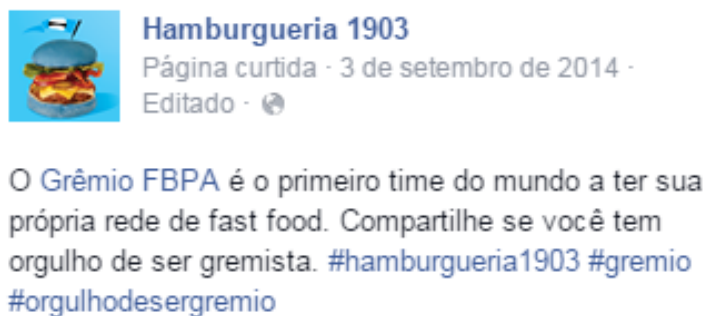 Hamburgueria 1903
Página curtida · 3 de setembro de 2014 ·
Editado ·
O Grêmio FBPA é o primeiro time do mundo a ter sua
própria rede de fast food. Compartilhe se você tem
orgulho de ser gremista. #hamburgueria1903 #gremio
#orgulhodesergremio